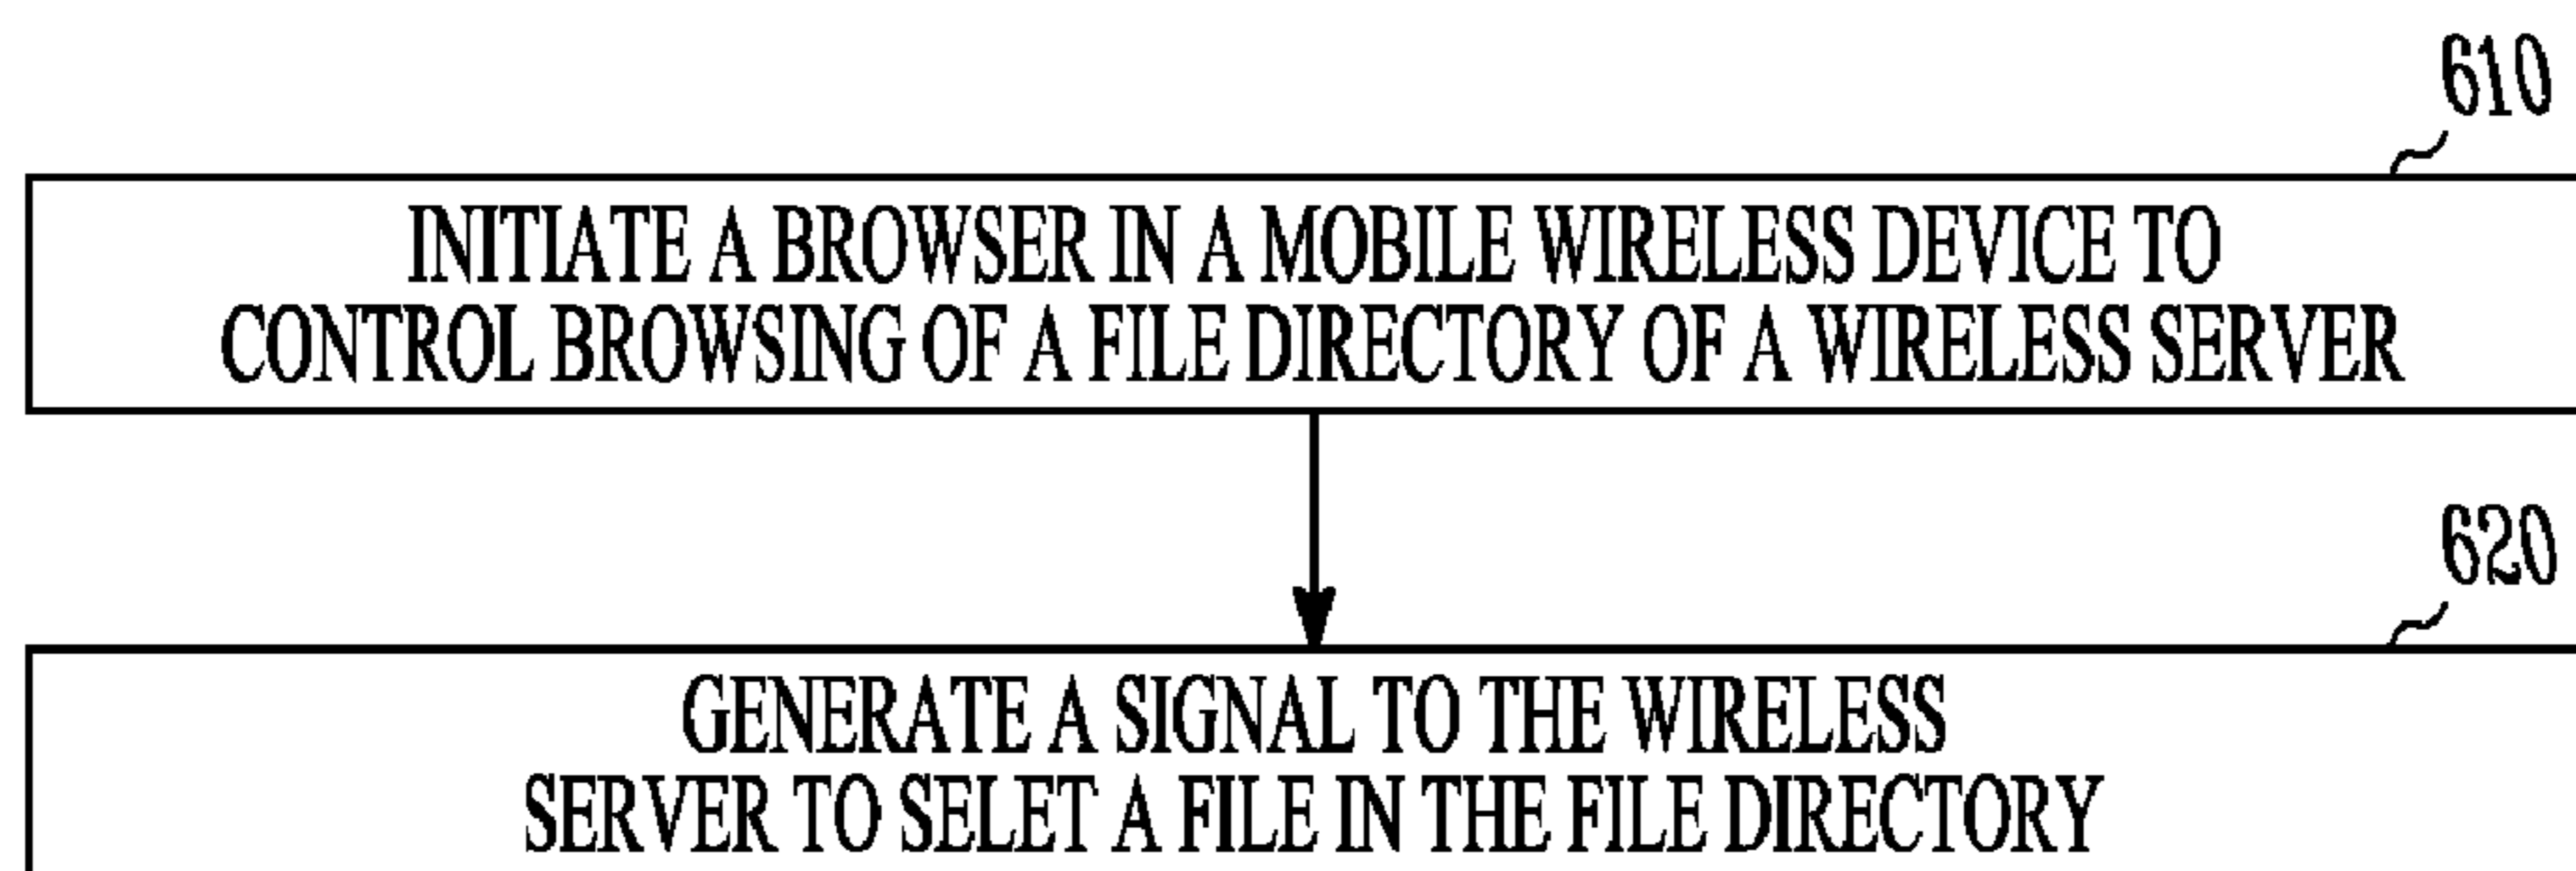 610
INITIATE A BROWSER IN A MOBILE WIRELESS DEVICE TO
CONTROL BROWSING OF A FILE DIRECTORY OF A WIRELESS SERVER
620
GENERATE A SIGNAL TO THE WIRELESS
SERVER TO SELET A FILE IN THE FILE DIRECTORY